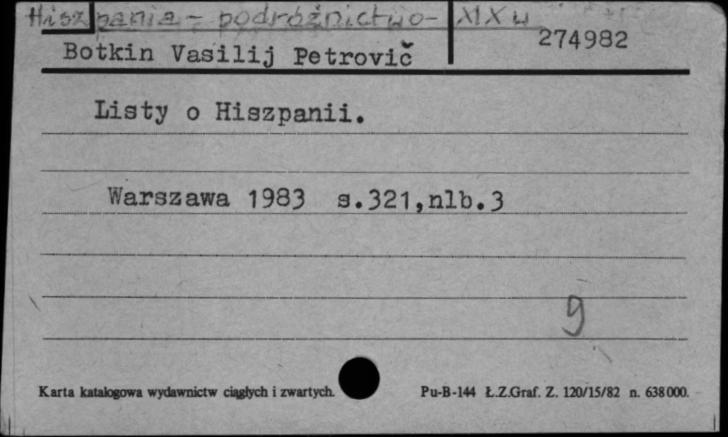 Hiszpania - podróżnictwo - XIX w
274982
Botkin Vasilij Petrovič
Listy o Hiszpanii.
Warszawa 1983 s.321,nlb.3
9
Karta katalogowa wydawnictw ciągłych i zwartych. Pu-B-144 Ł.Z.Graf. Z. 120/15/82 n. 638000.